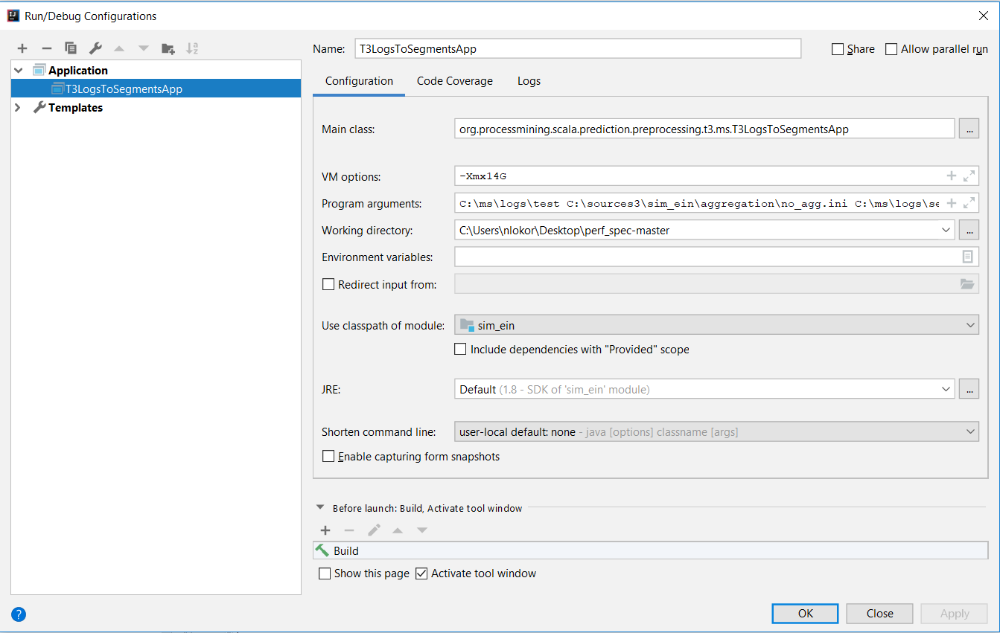 Run/Debug Configurations
Application
T3LogsToSegmentsApp
Templates
Name: T3LogsToSegmentsApp Share Allow parallel run
Configuration Code Coverage Logs
Main class: org.processmining.scala.prediction.preprocessing.t3.ms.T3LogsToSegmentsApp ...
VM options: -Xmx14G
Program arguments: C:\ms\logs\test C:\sources3\sim_ein\aggregation\no_agg.ini C:\ms\logs\se
Working directory: C:\Users\nlokor\Desktop\perf_spec-master ...
Environment variables:
Redirect input from:
Use classpath of module: sim_ein
Include dependencies with "Provided" scope
JRE: Default (1.8 - SDK of 'sim_ein' module) ...
Shorten command line: user-local default: none - java [options] classname [args]
Enable capturing form snapshots
Before launch: Build, Activate tool window
Build
Show this page Activate tool window
? OK Close Apply